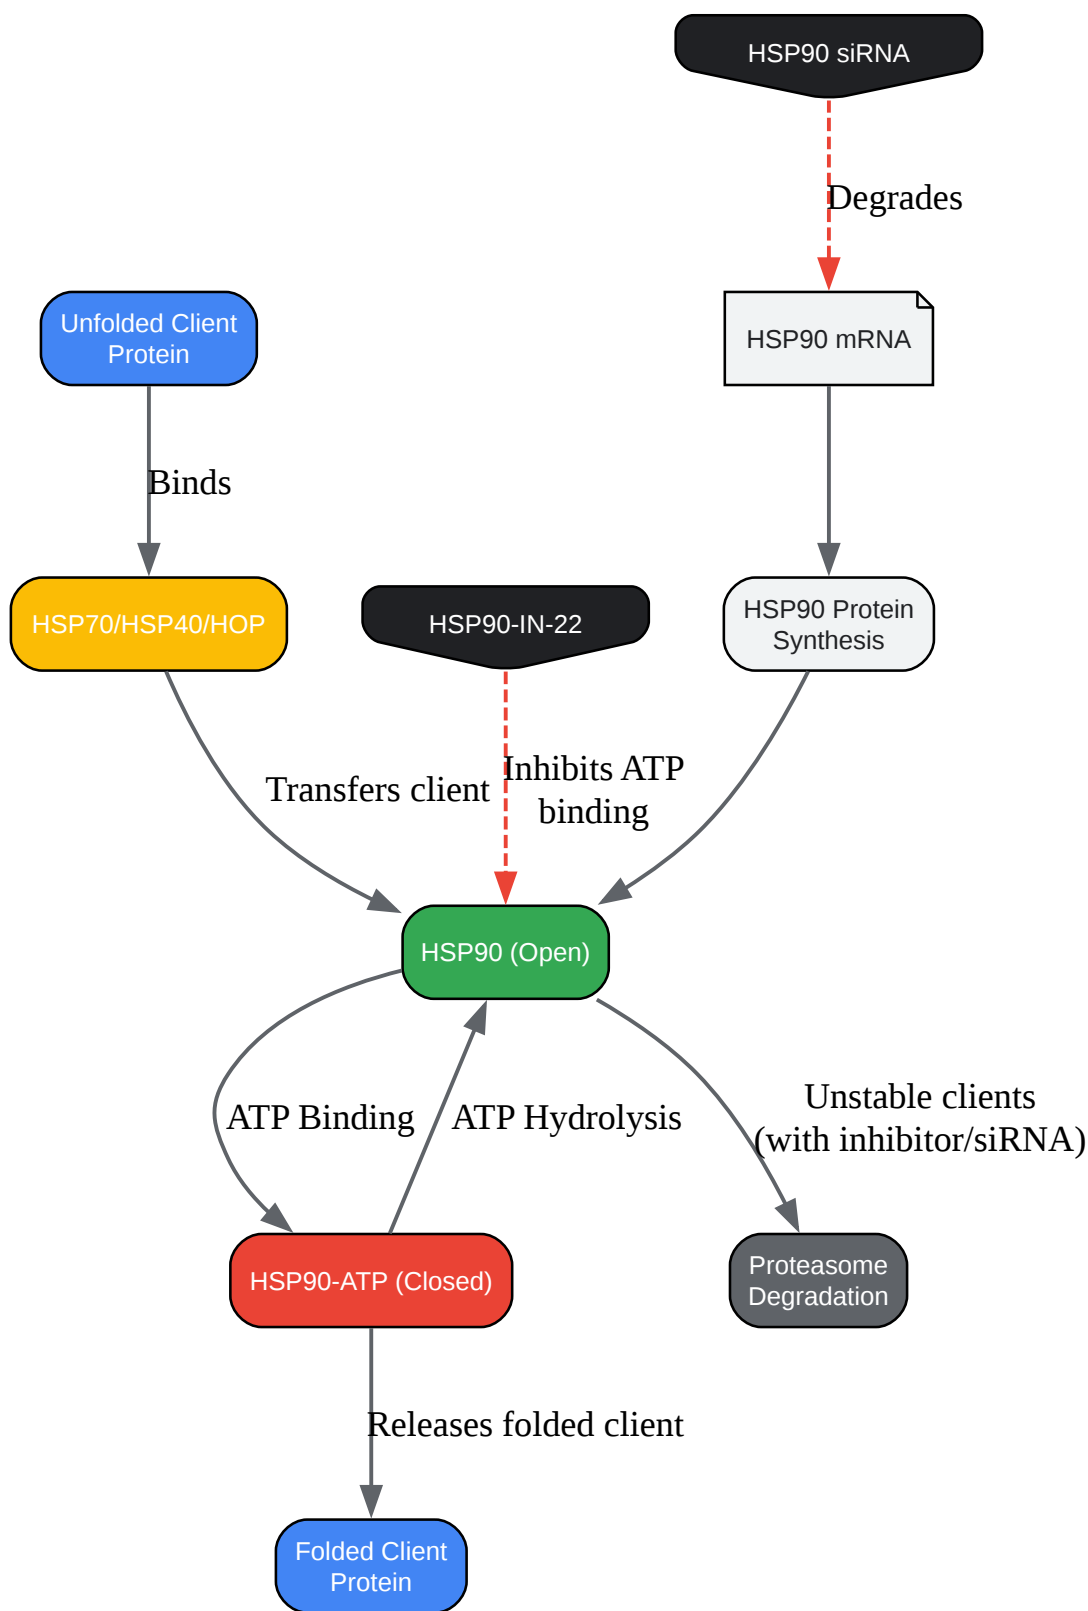 HSP90 siRNA
Degrades
Unfolded Client
Protein
HSP90 mRNA
Binds
HSP70/HSP40/HOP
HSP90-IN-22
HSP90 Protein
Synthesis
Transfers client
Inhibits ATP
binding
HSP90 (Open)
ATP Binding
ATP Hydrolysis
Unstable clients
(with inhibitor/siRNA)
HSP90-ATP (Closed)
Proteasome
Degradation
Releases folded client
Folded Client
Protein